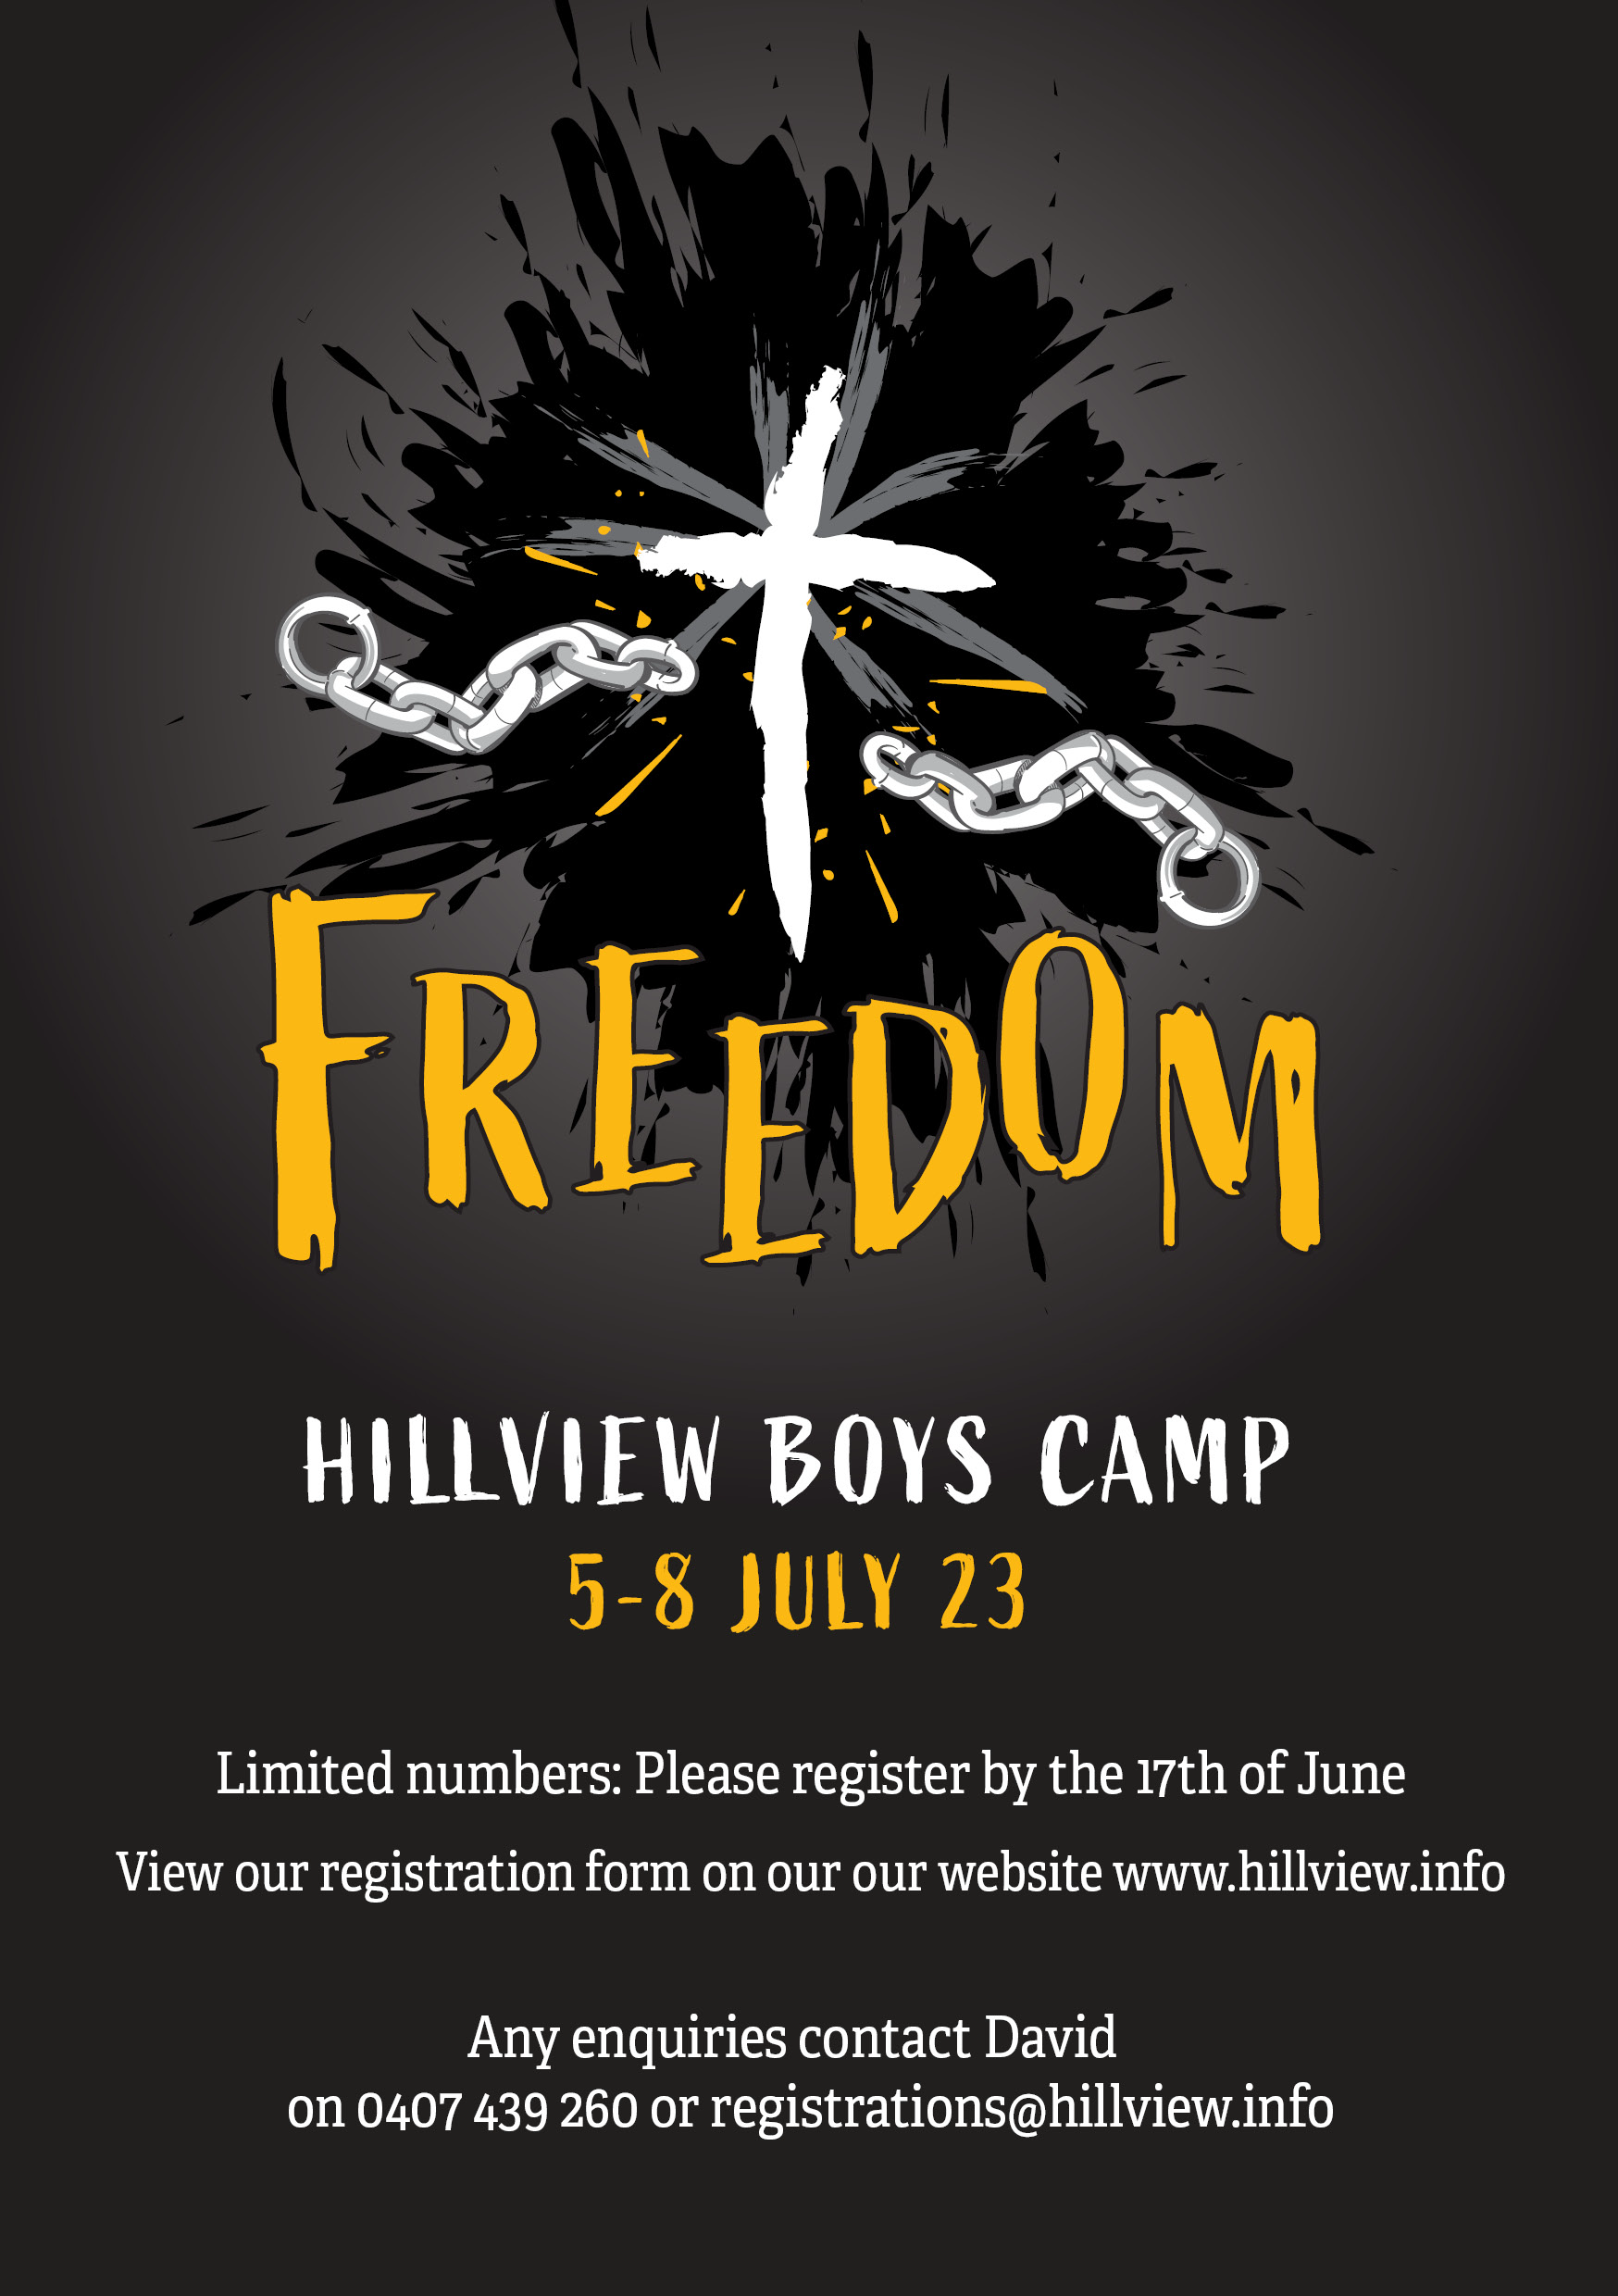 FREEDOM
HILLVIEW BOYS CAMP
5-8 JULY 23
Limited numbers: Please register by the 17th of June
View our registration form on our our website www.hillview.info
Any enquiries contact David
on 0407 439 260 or registrations@hillview.info